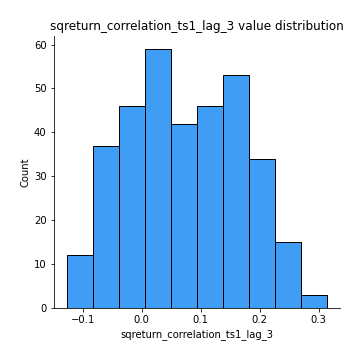 sqreturn_correlation_ts1_lag_3 value distribution
60
50
40
30
20
10
0
Count
−0.1 0.0 0.1 0.2 0.3
sqreturn_correlation_ts1_lag_3